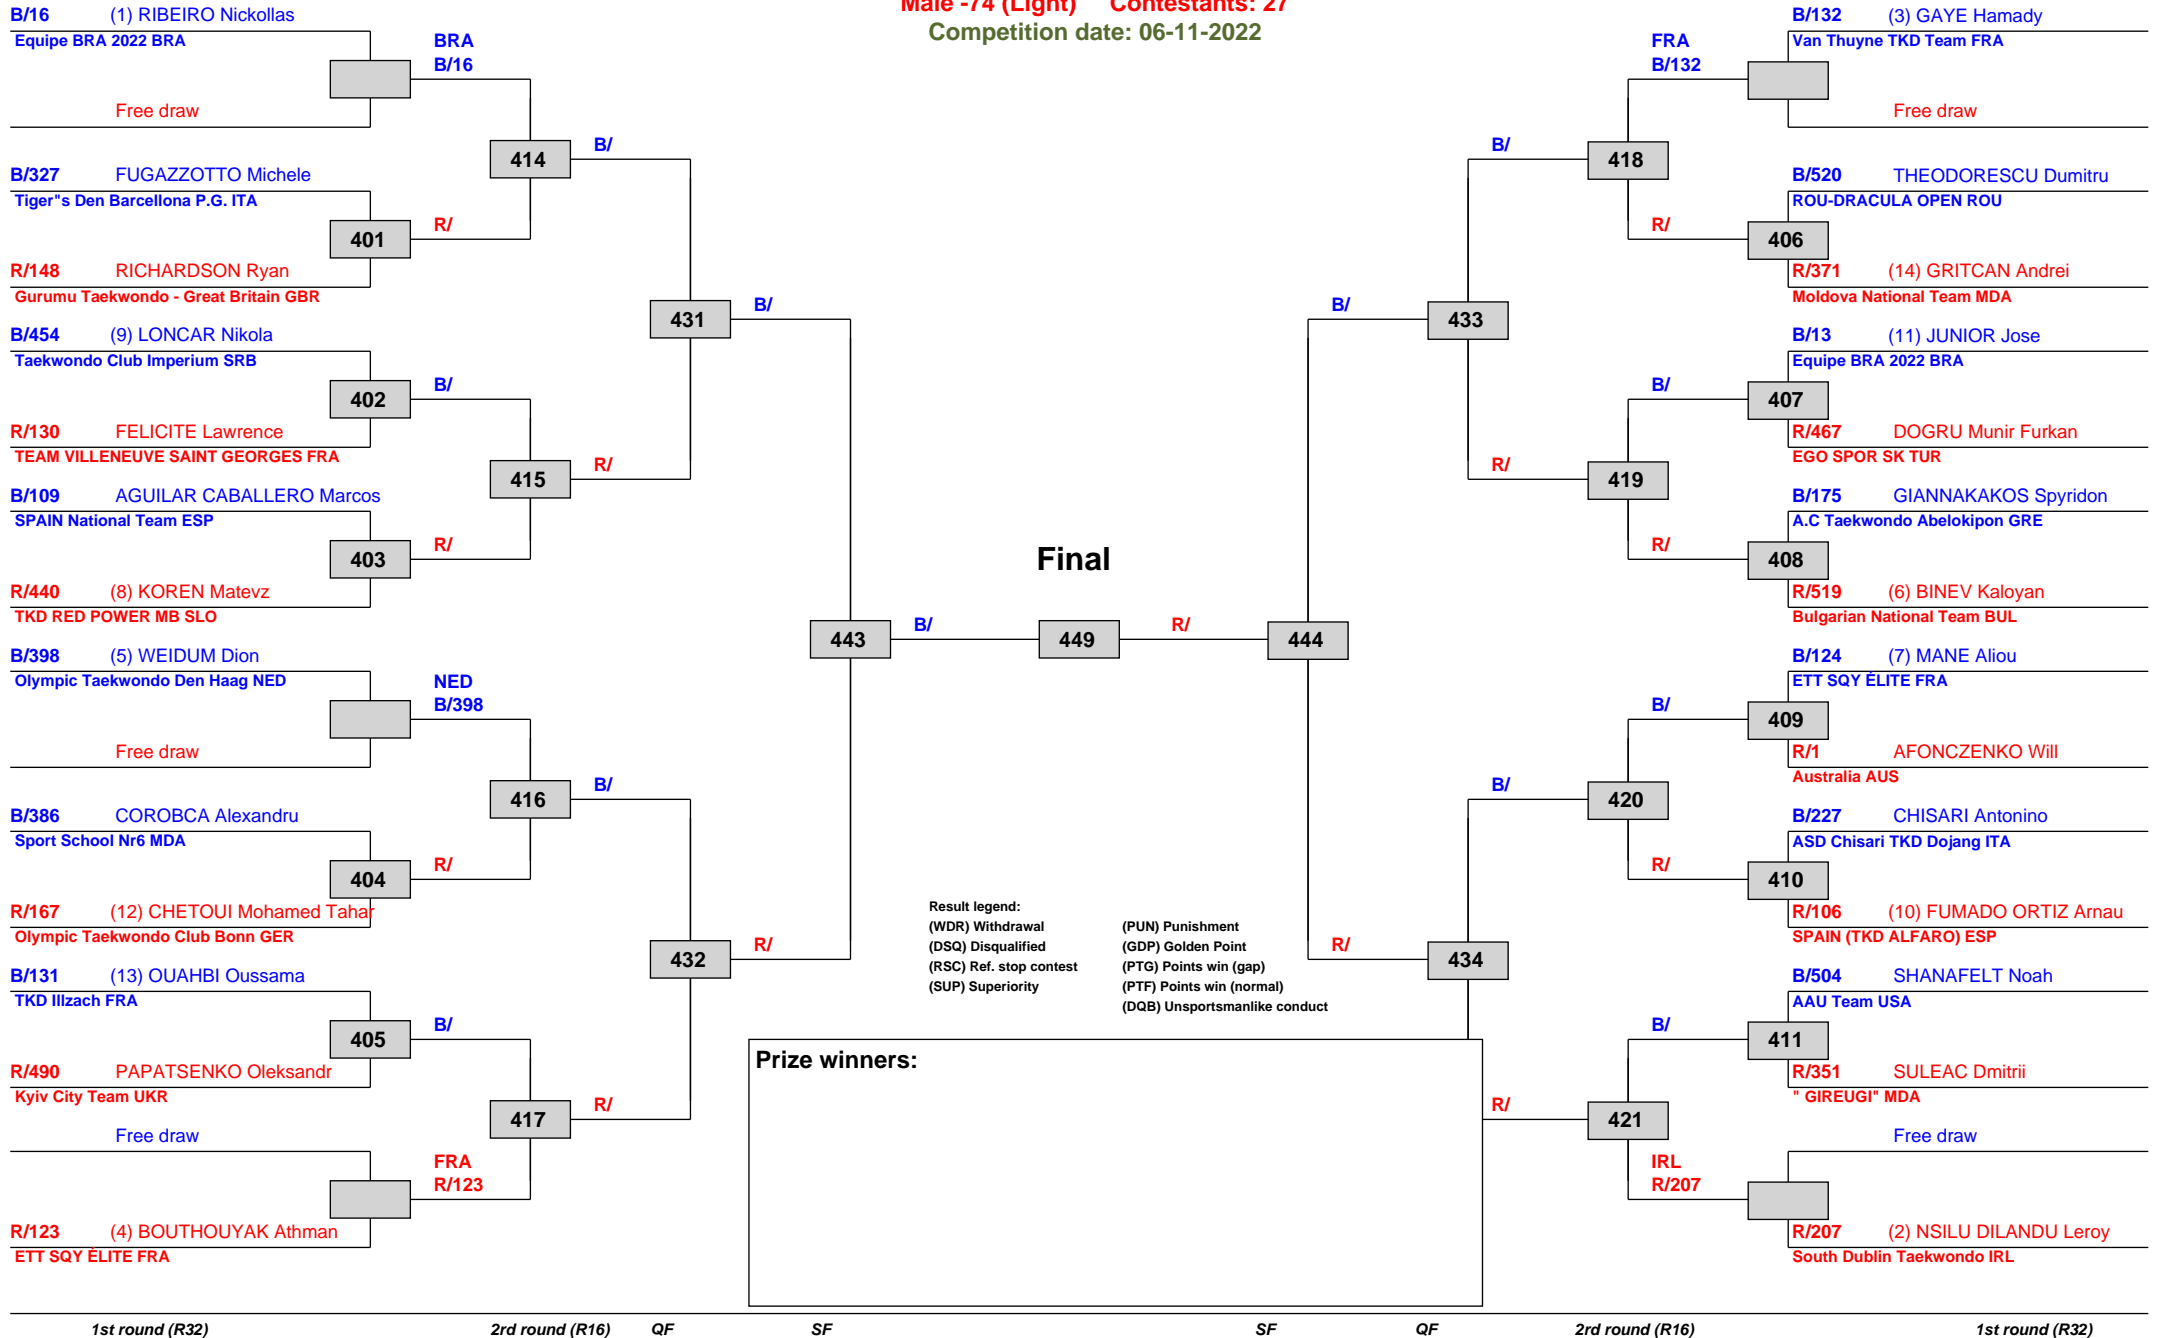 Male -74 (Light) Contestants: 27
Competition date: 06-11-2022
B/16 (1) RIBEIRO Nickollas
Equipe BRA 2022 BRA
BRA
B/16
Free draw
414
B/
B/327 FUGAZZOTTO Michele
Tiger"s Den Barcellona P.G. ITA
401
R/
R/148 RICHARDSON Ryan
Gurumu Taekwondo - Great Britain GBR
431
B/
B/454 (9) LONCAR Nikola
Taekwondo Club Imperium SRB
402
B/
R/130 FELICITE Lawrence
TEAM VILLENEUVE SAINT GEORGES FRA
415
R/
B/109 AGUILAR CABALLERO Marcos
SPAIN National Team ESP
403
R/
R/440 (8) KOREN Matevz
TKD RED POWER MB SLO
443
B/
B/398 (5) WEIDUM Dion
Olympic Taekwondo Den Haag NED
NED
B/398
Free draw
416
B/
B/386 COROBCA Alexandru
Sport School Nr6 MDA
404
R/
R/167 (12) CHETOUI Mohamed Tahar
Olympic Taekwondo Club Bonn GER
432
R/
B/131 (13) OUAHBI Oussama
TKD Illzach FRA
405
B/
R/490 PAPATSENKO Oleksandr
Kyiv City Team UKR
417
R/
Free draw
FRA
R/123
R/123 (4) BOUTHOUYAK Athman
ETT SQY ÉLITE FRA
Final
449
R/
444
B/132 (3) GAYE Hamady
Van Thuyne TKD Team FRA
FRA
B/132
Free draw
B/
418
B/520 THEODORESCU Dumitru
ROU-DRACULA OPEN ROU
R/
406
R/371 (14) GRITCAN Andrei
Moldova National Team MDA
B/
433
B/13 (11) JUNIOR Jose
Equipe BRA 2022 BRA
B/
407
R/467 DOGRU Munir Furkan
EGO SPOR SK TUR
R/
419
B/175 GIANNAKAKOS Spyridon
A.C Taekwondo Abelokipon GRE
R/
408
R/519 (6) BINEV Kaloyan
Bulgarian National Team BUL
B/124 (7) MANE Aliou
ETT SQY ÉLITE FRA
B/
409
R/1 AFONCZENKO Will
Australia AUS
B/
420
B/227 CHISARI Antonino
ASD Chisari TKD Dojang ITA
R/
410
R/106 (10) FUMADO ORTIZ Arnau
SPAIN (TKD ALFARO) ESP
R/
434
B/504 SHANAFELT Noah
AAU Team USA
B/
411
R/351 SULEAC Dmitrii
" GIREUGI" MDA
R/
421
Free draw
IRL
R/207
R/207 (2) NSILU DILANDU Leroy
South Dublin Taekwondo IRL
Result legend:
(WDR) Withdrawal (PUN) Punishment
(DSQ) Disqualified (GDP) Golden Point
(RSC) Ref. stop contest (PTG) Points win (gap)
(SUP) Superiority (PTF) Points win (normal)
(DQB) Unsportsmanlike conduct
Prize winners:
1st round (R32) 2rd round (R16) QF SF SF QF 2rd round (R16) 1st round (R32)